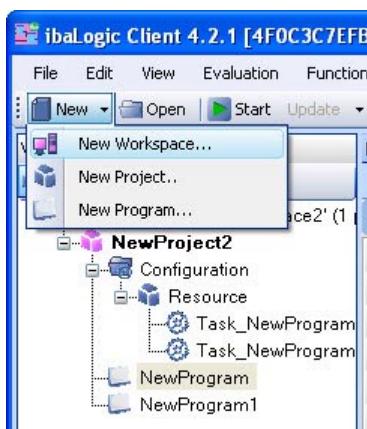 ibaLogic Client 4.2.1 [4F0C3C7EFB
File Edit View Evaluation Function
New Open Start Update
New Workspace...
New Project..
New Program...
ace2' (1
NewProject2
Configuration
Resource
Task_NewProgram
Task_NewProgram
NewProgram
NewProgram1